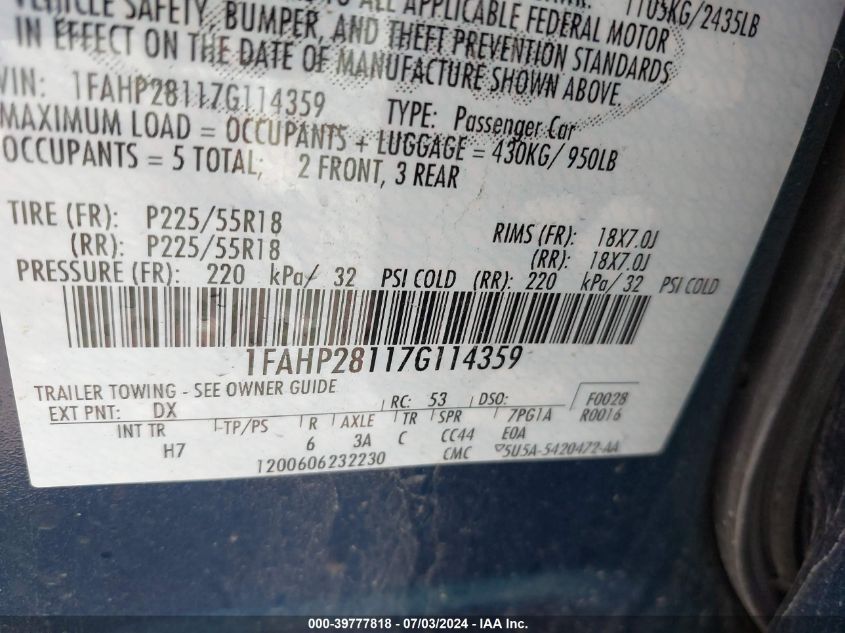 1105KG/2435LB
VEHICLE SAFETY, BUMPER, AND THEFT PREVENTION STANDARDS
TO ALL APPLICABLE FEDERAL MOTOR
IN EFFECT ON THE DATE OF MANUFACTURE SHOWN ABOVE.
VIN: 1FAHP28117G114359
TYPE: Passenger Car
MAXIMUM LOAD = OCCUPANTS + LUGGAGE = 430KG/950LB
OCCUPANTS = 5 TOTAL; 2 FRONT, 3 REAR
TIRE (FR): P225/55R18 RIMS (FR): 18X7.0J
(RR): P225/55R18 (RR): 18X7.0J
PRESSURE (FR): 220 kPa/ 32 PSI COLD (RR): 220 kPa/ 32 PSI COLD
1FAHP28117G114359
TRAILER TOWING - SEE OWNER GUIDE
EXT PNT: DX RC: 53 DSO: F0028
R0016
INT TR TP/PS R AXLE TR SPR 7PG1A
H7 6 3A C CC44 E0A
1200606232230 CMC 5U5A-5420472-AA
000-39777818 - 07/03/2024 - IAA Inc.